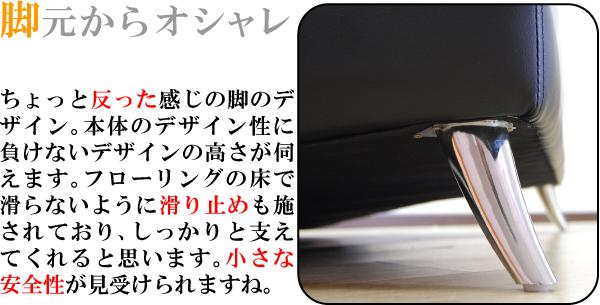 脚元からオシャレ
ちょっと反った感じの脚のデ
ザイン。本体のデザイン性に
負けないデザインの高さが伺
えます。フローリングの床で
滑らないように滑り止めも施
されており、しっかりと支え
てくれると思います。小さな
安全性が見受けられますね。